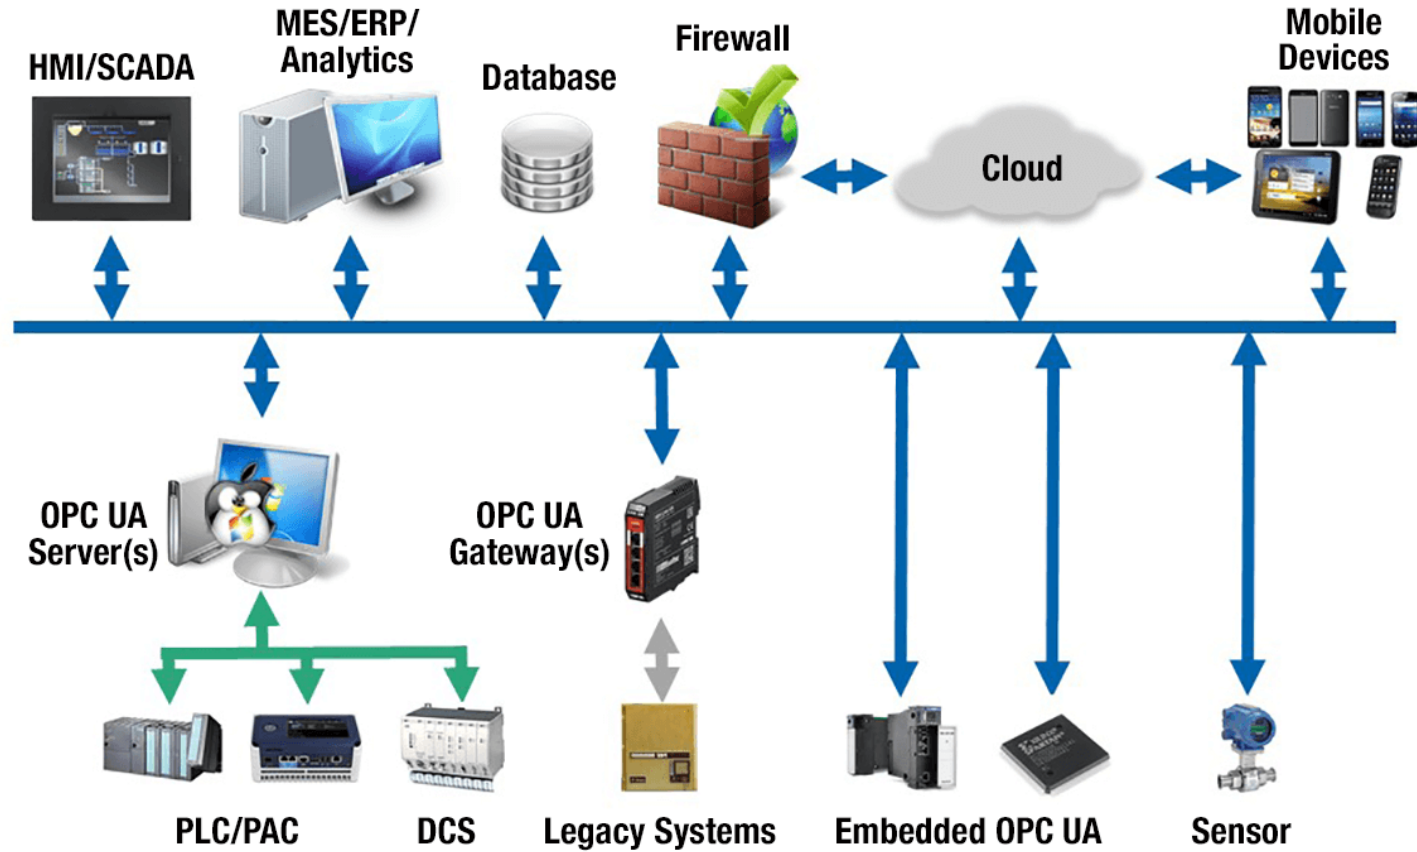 HMI/SCADA
MES/ERP/
Analytics
Database
Firewall
Cloud
Mobile
Devices
OPC UA
Server(s)
OPC UA
Gateway(s)
PLC/PAC
DCS
Legacy Systems
Embedded OPC UA
Sensor